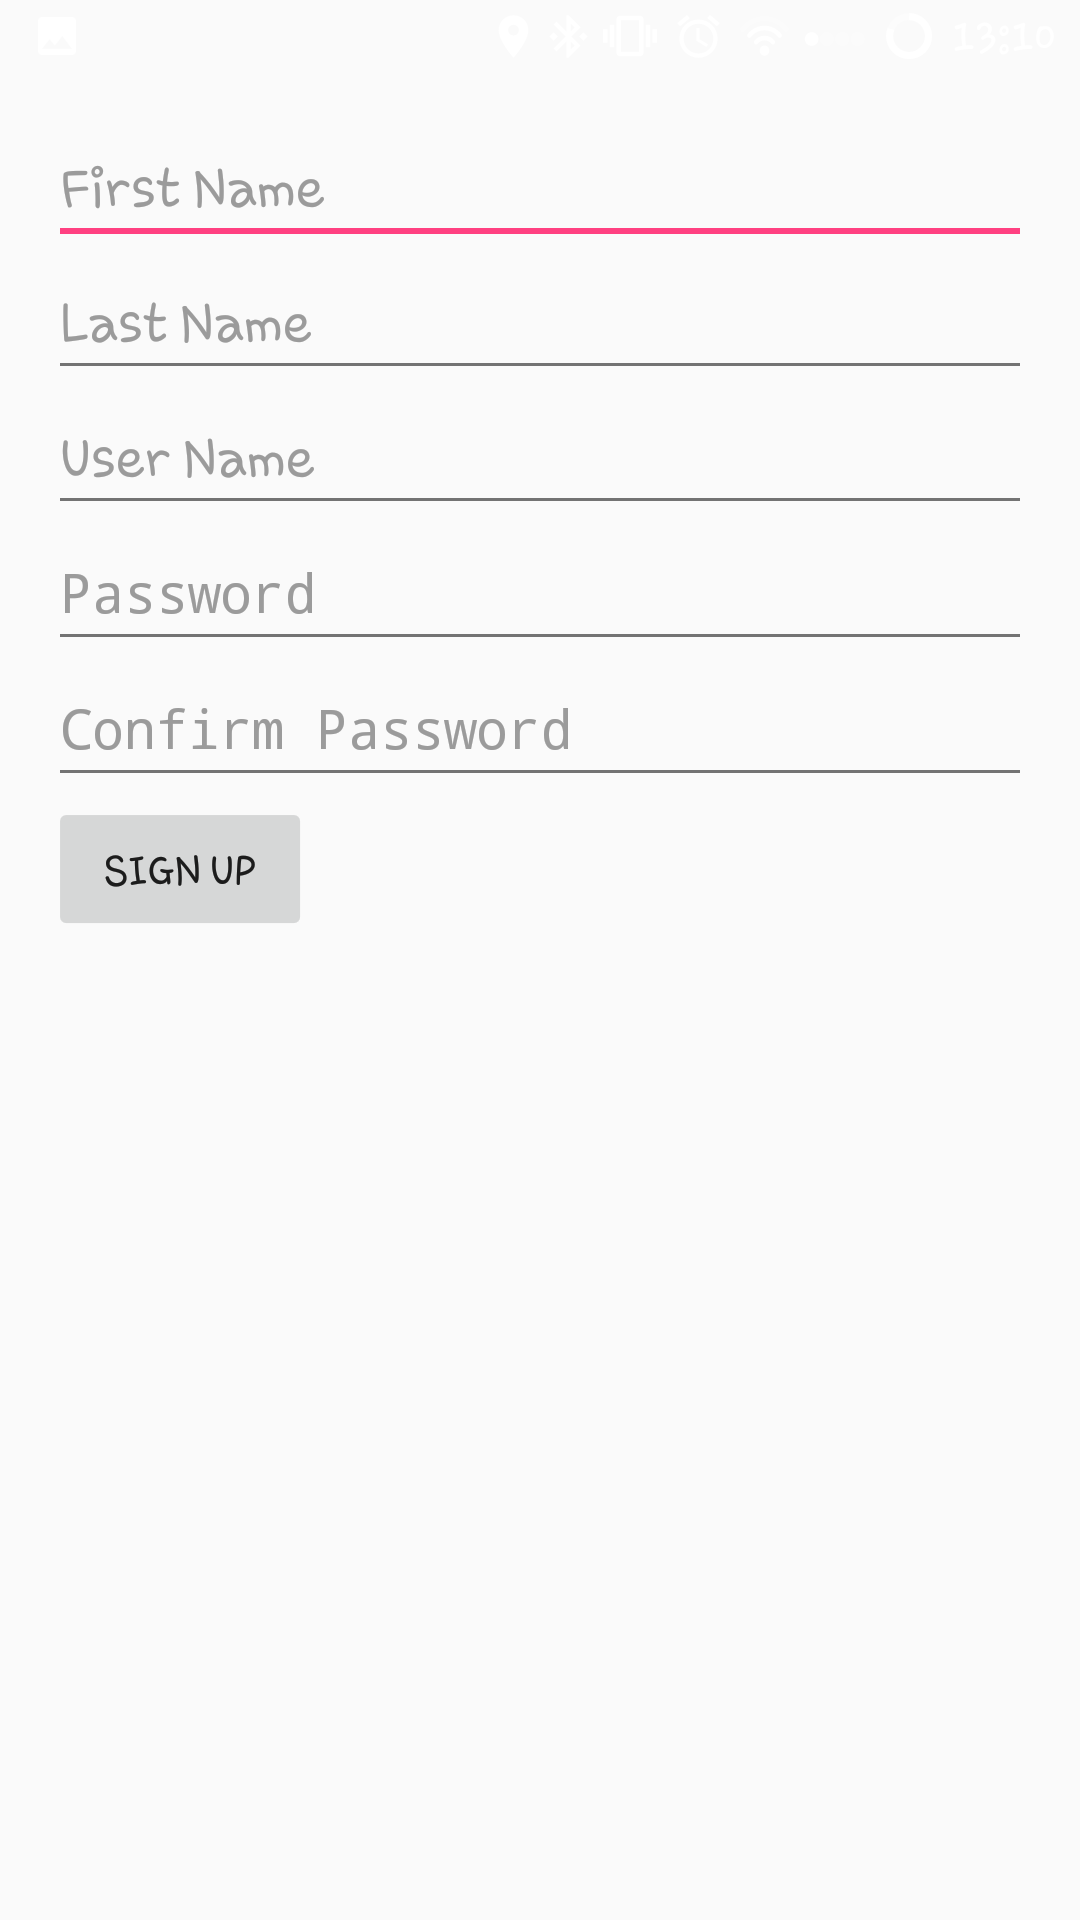 13:10
First Name
Last Name
User Name
Password
Confirm Password
SIGN UP